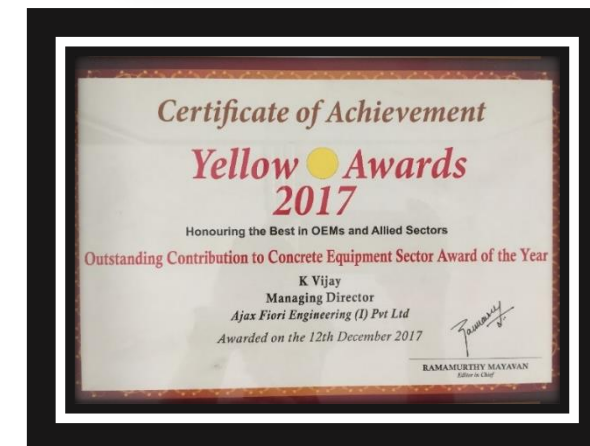 Certificate of Achievement
Yellow Awards
2017
Honouring the Best in OEMs and Allied Sectors
Outstanding Contribution to Concrete Equipment Sector Award of the Year
K Vijay
Managing Director
Ajax Fiori Engineering (I) Pvt Ltd
Awarded on the 12th December 2017
RAMAMURTHY MAYAVAN
Editor in Chief